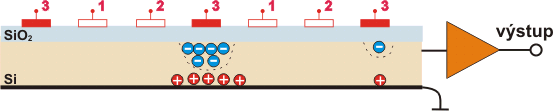 3 1 2 3 1 2 3
SiO₂
výstup
Si